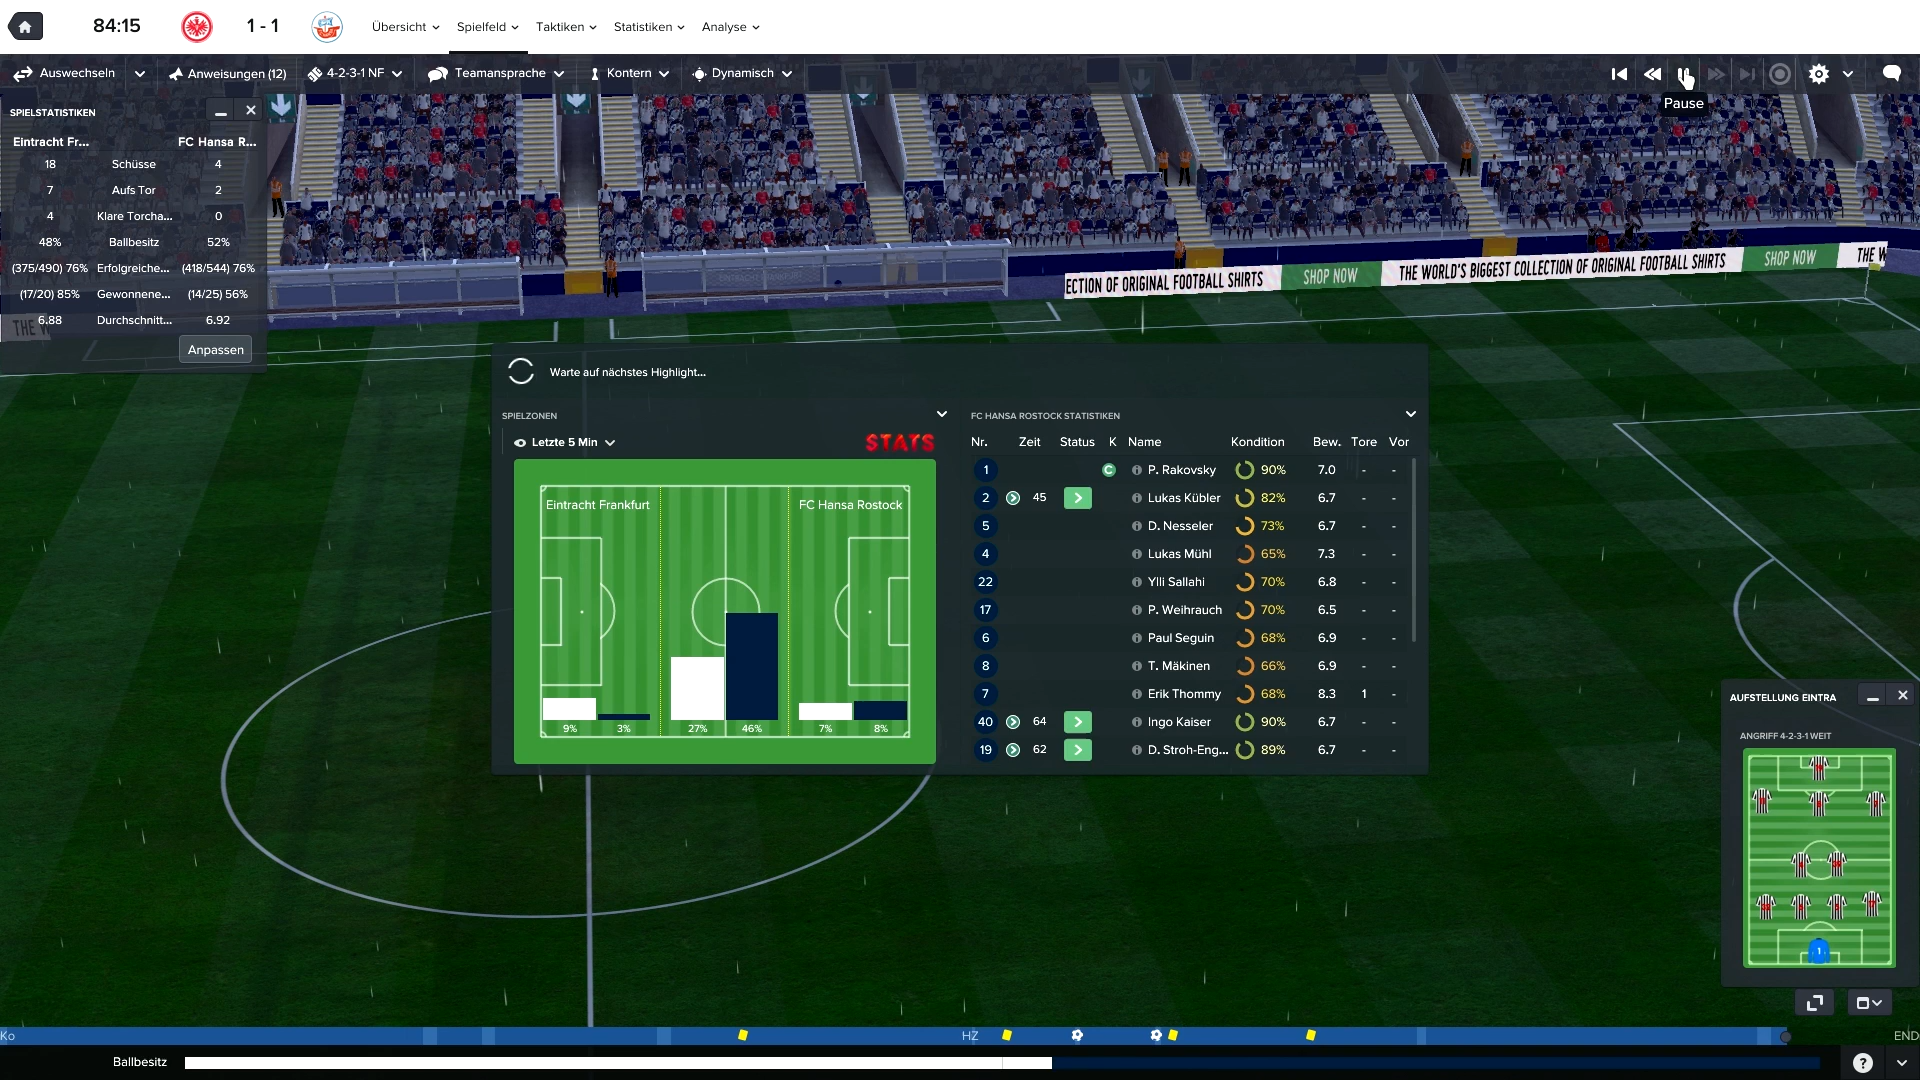 84:15 1 - 1 Übersicht Spielfeld Taktiken Statistiken Analyse
Auswechseln Anweisungen (12) 4-2-3-1 NF Teamansprache Kontern Dynamisch
Pause
SPIELSTATISTIKEN
Eintracht Fr... FC Hansa R...
18 Schüsse 4
7 Aufs Tor 2
4 Klare Torcha... 0
48% Ballbesitz 52%
(375/490) 76% Erfolgreiche... (418/544) 76%
(17/20) 85% Gewonnene... (14/25) 56%
6.88 Durchschnitt... 6.92
Anpassen
THE W
ECTION OF ORIGINAL FOOTBALL SHIRTS SHOP NOW THE WORLD'S BIGGEST COLLECTION OF ORIGINAL FOOTBALL SHIRTS SHOP NOW THE W
Warte auf nächstes Highlight...
SPIELZONEN
Letzte 5 Min STATS
Eintracht Frankfurt FC Hansa Rostock
9% 3% 27% 46% 7% 8%
FC HANSA ROSTOCK STATISTIKEN
Nr. Zeit Status K Name Kondition Bew. Tore Vor
1 C P. Rakovsky 90% 7.0 - -
2 45 Lukas Kübler 82% 6.7 - -
5 D. Nesseler 73% 6.7 - -
4 Lukas Mühl 65% 7.3 - -
22 Ylli Sallahi 70% 6.8 - -
17 P. Weihrauch 70% 6.5 - -
6 Paul Seguin 68% 6.9 - -
8 T. Mäkinen 66% 6.9 - -
7 Erik Thommy 68% 8.3 1 -
40 64 Ingo Kaiser 90% 6.7 - -
19 62 D. Stroh-Eng... 89% 6.7 - -
AUFSTELLUNG EINTRA
ANGRIFF 4-2-3-1 WEIT
1
Ko HZ END
Ballbesitz ?